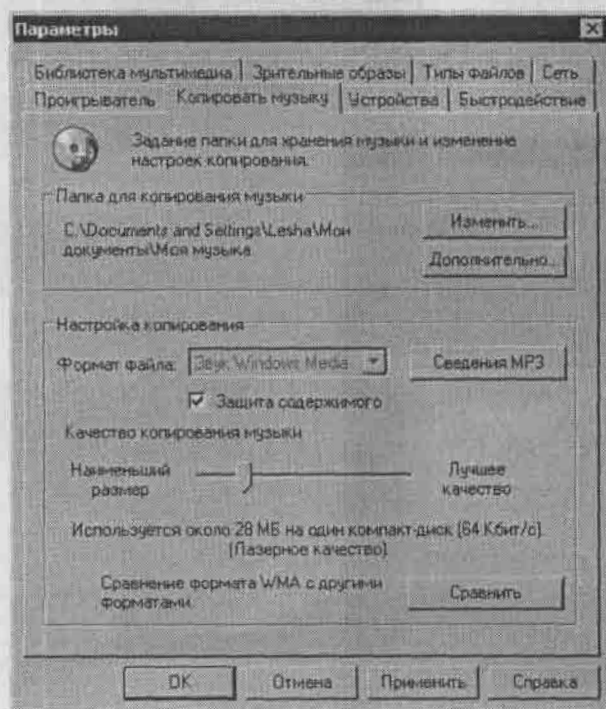 Параметры
Библиотека мультимедиа Зрительные образы Типы файлов Сеть
Проигрыватель Копировать музыку Устройства Быстродействие
Задание папки для хранения музыки и изменение
настроек копирования.
Папка для копирования музыки
C:\Documents and Settings\Lesha\Мои
документы\Моя музыка
Изменить...
Дополнительно...
Настройка копирования
Формат файла: Звук Windows Media Сведения MP3
Защита содержимого
Качество копирования музыки
Наименьший
размер
Лучшее
качество
Используется около 28 МБ на один компакт-диск (64 Кбит/с)
(Лазерное качество)
Сравнение формата WMA с другими
форматами.
Сравнить
OK Отмена Применить Справка